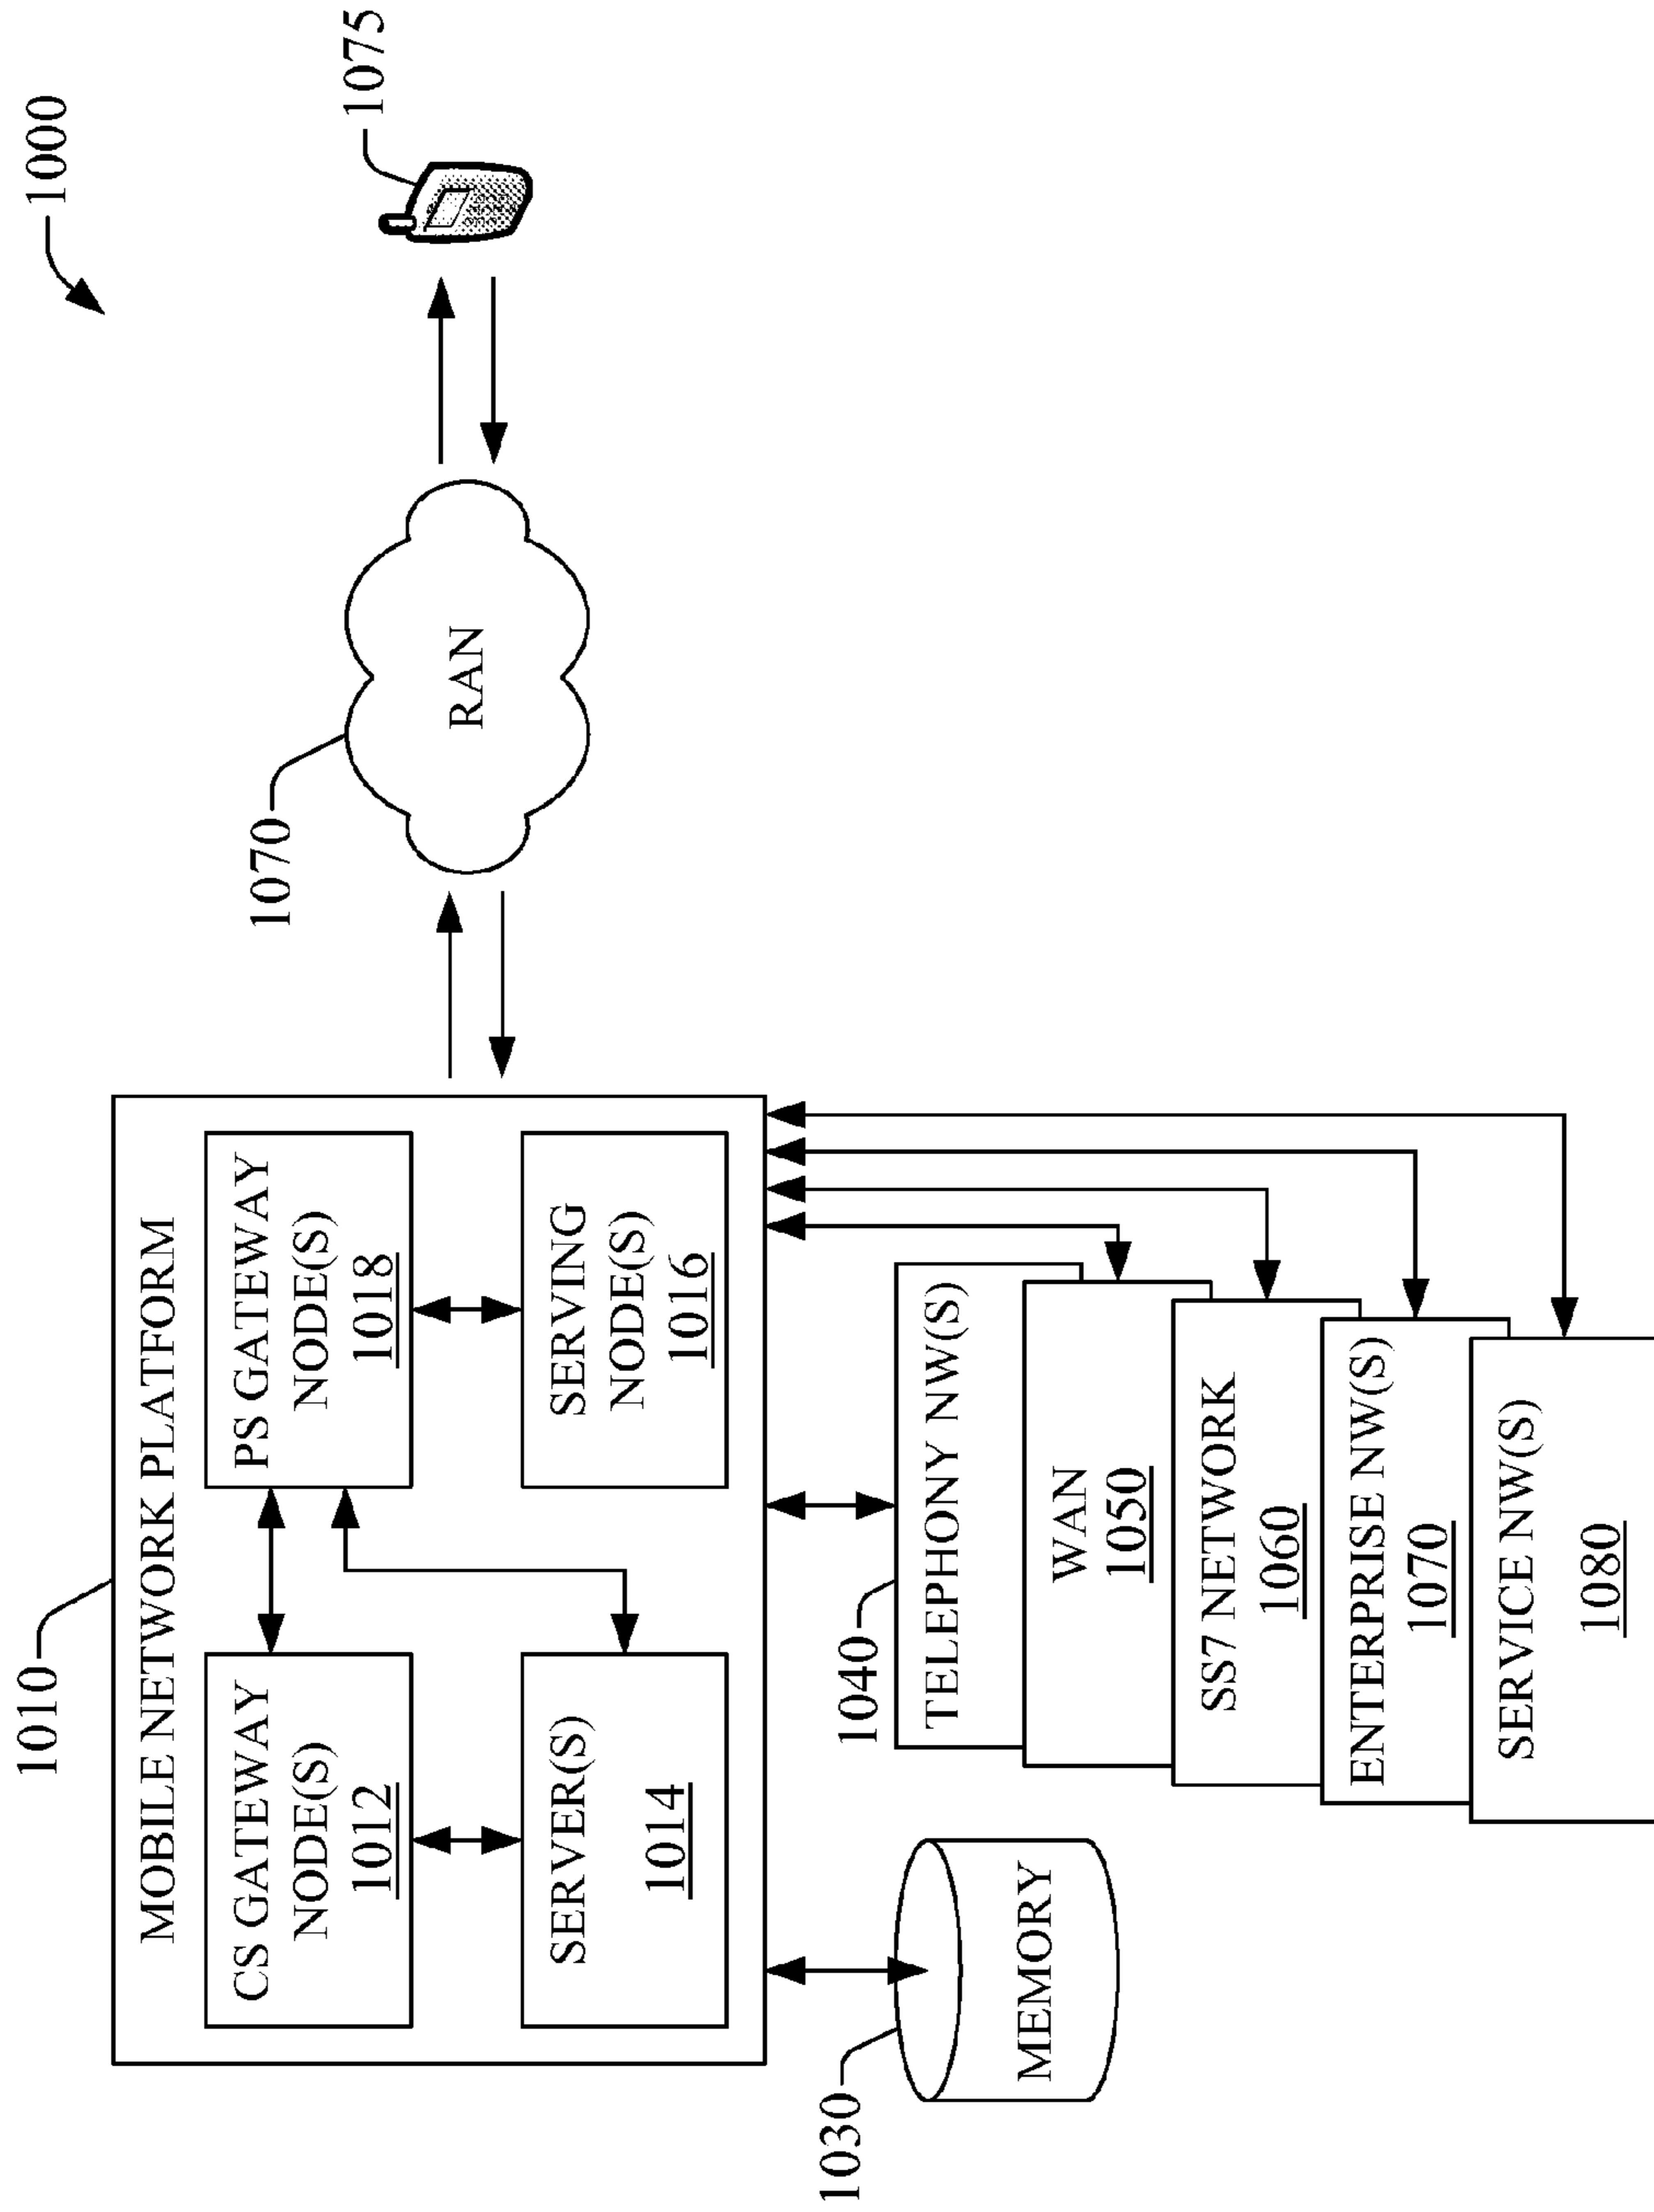 1000
1010
MOBILE NETWORK PLATFORM
CS GATEWAY
NODE(S)
1012
PS GATEWAY
NODE(S)
1018
SERVER(S)
1014
SERVING
NODE(S)
1016
1070
RAN
1075
1030
MEMORY
1040
TELEPHONY NW(S)
WAN
1050
SS7 NETWORK
1060
ENTERPRISE NW(S)
1070
SERVICE NW(S)
1080